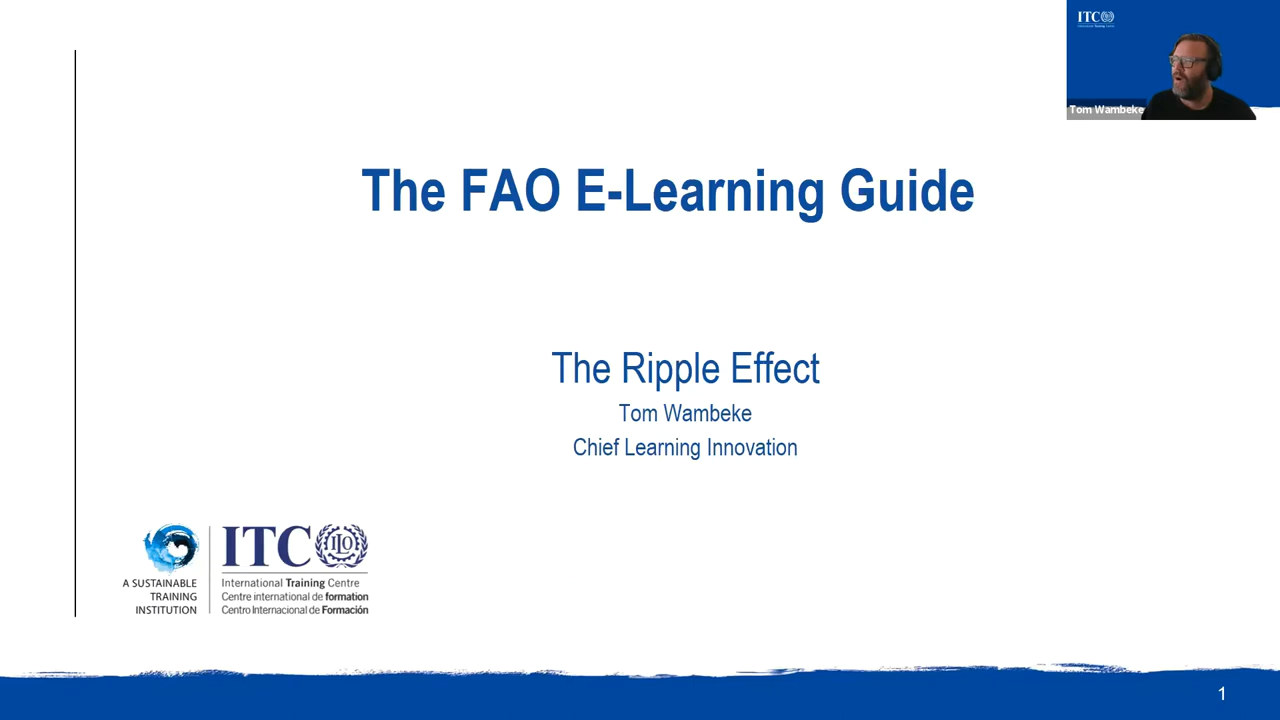 ITC
Tom Wambeke
The FAO E-Learning Guide
The Ripple Effect
Tom Wambeke
Chief Learning Innovation
A SUSTAINABLE
TRAINING
INSTITUTION
ITC ILO
International Training Centre
Centre international de formation
Centro Internacional de Formación
1